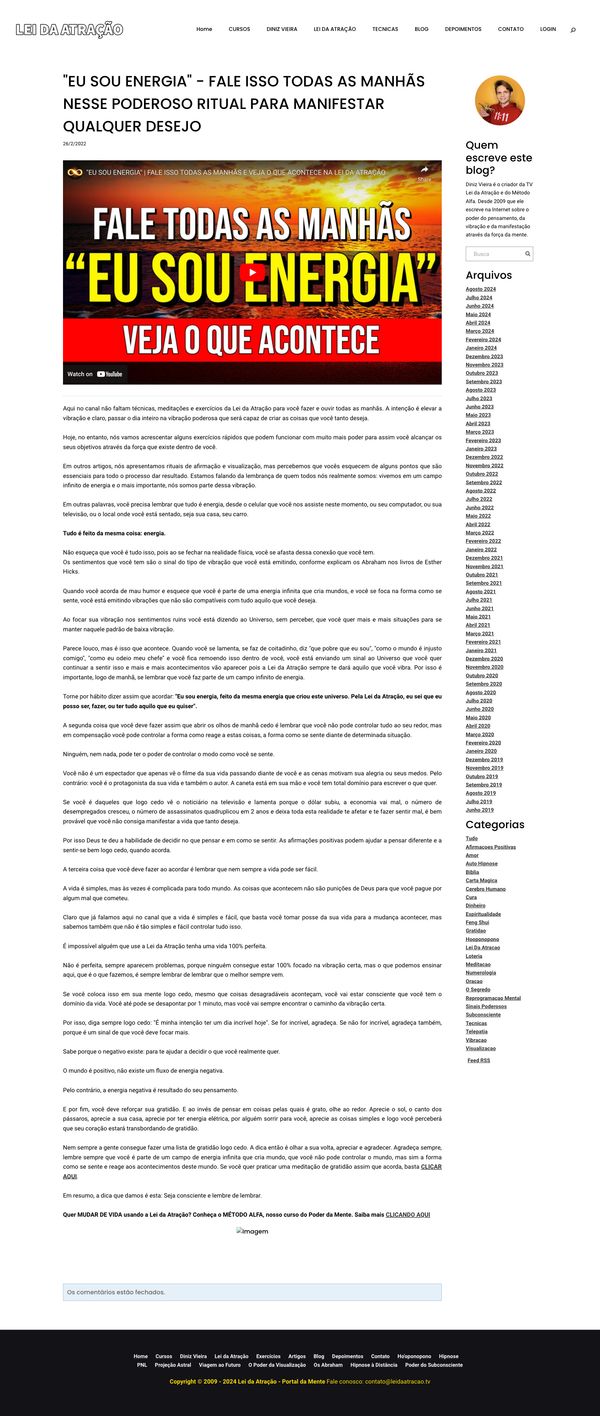 LEI DA ATRAÇÃO
Home CURSOS DINIZ VIEIRA LEI DA ATRAÇÃO TECNICAS BLOG DEPOIMENTOS CONTATO LOGIN
"EU SOU ENERGIA" - FALE ISSO TODAS AS MANHÃS
NESSE PODEROSO RITUAL PARA MANIFESTAR
QUALQUER DESEJO
26/2/2022
"EU SOU ENERGIA" | FALE ISSO TODAS AS MANHÃS E VEJA O QUE ACONTECE NA LEI DA ATRAÇÃO
Share
FALE TODAS AS MANHÃS
"EU SOU ENERGIA"
VEJA O QUE ACONTECE
Watch on YouTube
Aqui no canal não faltam técnicas, meditações e exercícios da Lei da Atração para você fazer e ouvir todas as manhãs. A intenção é elevar a
vibração e claro, passar o dia inteiro na vibração poderosa que será capaz de criar as coisas que você tanto deseja.
Hoje, no entanto, nós vamos acrescentar alguns exercícios rápidos que podem funcionar com muito mais poder para assim você alcançar os
seus objetivos através da força que existe dentro de você.
Em outros artigos, nós apresentamos rituais de afirmação e visualização, mas percebemos que vocês esquecem de alguns pontos que são
essenciais para todo o processo dar resultado. Estamos falando da lembrança de quem todos nós realmente somos: vivemos em um campo
infinito de energia e o mais importante, nós somos parte dessa vibração.
Em outras palavras, você precisa lembrar que tudo é energia, desde o celular que você nos assiste neste momento, ou seu computador, ou sua
televisão, ou o local onde você está sentado, seja sua casa, seu carro.
Tudo é feito da mesma coisa: energia.
Não esqueça que você é tudo isso, pois ao se fechar na realidade física, você se afasta dessa conexão que você tem.
Os sentimentos que você tem são o sinal do tipo de vibração que você está emitindo, conforme explicam os Abraham nos livros de Esther
Hicks.
Quando você acorda de mau humor e esquece que você é parte de uma energia infinita que cria mundos, e você se foca na forma como se
sente, você está emitindo vibrações que não são compatíveis com tudo aquilo que você deseja.
Ao focar sua vibração nos sentimentos ruins você está dizendo ao Universo, sem perceber, que você quer mais e mais situações para se
manter naquele padrão de baixa vibração.
Parece louco, mas é isso que acontece. Quando você se lamenta, se faz de coitadinho, diz "que pobre que eu sou", "como o mundo é injusto
comigo", "como eu odeio meu chefe" e você fica remoendo isso dentro de você, você está enviando um sinal ao Universo que você quer
continuar a sentir isso e mais e mais acontecimentos vão aparecer pois a Lei da Atração sempre te dará aquilo que você vibra. Por isso é
importante, logo de manhã, se lembrar que você faz parte de um campo infinito de energia.
Torne por hábito dizer assim que acordar: "Eu sou energia, feito da mesma energia que criou este universo. Pela Lei da Atração, eu sei que eu
posso ser, fazer, ou ter tudo aquilo que eu quiser".
A segunda coisa que você deve fazer assim que abrir os olhos de manhã cedo é lembrar que você não pode controlar tudo ao seu redor, mas
em compensação você pode controlar a forma como reage a estas coisas, a forma como se sente diante de determinada situação.
Ninguém, nem nada, pode ter o poder de controlar o modo como você se sente.
Você não é um espectador que apenas vê o filme da sua vida passando diante de você e as cenas motivam sua alegria ou seus medos. Pelo
contrário: você é o protagonista da sua vida e também o autor. A caneta está em sua mão e você tem total domínio para escrever o que quer.
Se você é daqueles que logo cedo vê o noticiário na televisão e lamenta porque o dólar subiu, a economia vai mal, o número de
desempregados cresceu, o número de assassinatos quadruplicou em 2 anos e deixa toda esta realidade te afetar e te fazer sentir mal, é bem
provável que você não consiga manifestar a vida que tanto deseja.
Por isso Deus te deu a habilidade de decidir no que pensar e em como se sentir. As afirmações positivas podem ajudar a pensar diferente e a
sentir-se bem logo cedo, quando acorda.
A terceira coisa que você deve fazer ao acordar é lembrar que nem sempre a vida pode ser fácil.
A vida é simples, mas às vezes é complicada para todo mundo. As coisas que acontecem não são punições de Deus para que você pague por
algum mal que cometeu.
Claro que já falamos aqui no canal que a vida é simples e fácil, que basta você tomar posse da sua vida para a mudança acontecer, mas
sabemos também que não é tão simples e fácil controlar tudo isso.
É impossível alguém que use a Lei da Atração tenha uma vida 100% perfeita.
Não é perfeita, sempre aparecem problemas, porque ninguém consegue estar 100% focado na vibração certa, mas o que podemos ensinar
aqui, que é o que fazemos, é sempre lembrar de lembrar que o melhor sempre vem.
Se você coloca isso em sua mente logo cedo, mesmo que coisas desagradáveis aconteçam, você vai estar consciente que você tem o
domínio da vida. Você até pode se desapontar por 1 minuto, mas você vai sempre encontrar o caminho da vibração certa.
Por isso, diga sempre logo cedo: "É minha intenção ter um dia incrível hoje". Se for incrível, agradeça. Se não for incrível, agradeça também,
porque é um sinal de que você deve focar mais.
Sabe porque o negativo existe: para te ajudar a decidir o que você realmente quer.
O mundo é positivo, não existe um fluxo de energia negativa.
Pelo contrário, a energia negativa é resultado do seu pensamento.
E por fim, você deve reforçar sua gratidão. E ao invés de pensar em coisas pelas quais é grato, olhe ao redor. Aprecie o sol, o canto dos
pássaros, aprecie a sua casa, aprecie por ter energia elétrica, por alguém sorrir para você, aprecie as coisas simples e logo você perceberá
que seu coração estará transbordando de gratidão.
Nem sempre a gente consegue fazer uma lista de gratidão logo cedo. A dica então é olhar a sua volta, apreciar e agradecer. Agradeça sempre,
lembre sempre que você é parte de um campo de energia infinita que cria mundo, que você não pode controlar o mundo, mas sim a forma
como se sente e reage aos acontecimentos deste mundo. Se você quer praticar uma meditação de gratidão assim que acorda, basta CLICAR
AQUI.
Em resumo, a dica que damos é esta: Seja consciente e lembre de lembrar.
Quer MUDAR DE VIDA usando a Lei da Atração? Conheça o MÉTODO ALFA, nosso curso do Poder da Mente. Saiba mais CLICANDO AQUI
Imagem
Os comentários estão fechados.
11:11
Quem
escreve este
blog?
Diniz Vieira é o criador da TV
Lei da Atração e do Método
Alfa. Desde 2009 que ele
escreve na Internet sobre o
poder do pensamento, da
vibração e da manifestação
através da força da mente.
Busca
Arquivos
Agosto 2024
Julho 2024
Junho 2024
Maio 2024
Abril 2024
Março 2024
Fevereiro 2024
Janeiro 2024
Dezembro 2023
Novembro 2023
Outubro 2023
Setembro 2023
Agosto 2023
Julho 2023
Junho 2023
Maio 2023
Abril 2023
Março 2023
Fevereiro 2023
Janeiro 2023
Dezembro 2022
Novembro 2022
Outubro 2022
Setembro 2022
Agosto 2022
Julho 2022
Junho 2022
Maio 2022
Abril 2022
Março 2022
Fevereiro 2022
Janeiro 2022
Dezembro 2021
Novembro 2021
Outubro 2021
Setembro 2021
Agosto 2021
Julho 2021
Junho 2021
Maio 2021
Abril 2021
Março 2021
Fevereiro 2021
Janeiro 2021
Dezembro 2020
Novembro 2020
Outubro 2020
Setembro 2020
Agosto 2020
Julho 2020
Junho 2020
Maio 2020
Abril 2020
Março 2020
Fevereiro 2020
Janeiro 2020
Dezembro 2019
Novembro 2019
Outubro 2019
Setembro 2019
Agosto 2019
Julho 2019
Junho 2019
Categorias
Tudo
Afirmacoes Positivas
Amor
Auto Hipnose
Biblia
Carta Magica
Cerebro Humano
Cura
Dinheiro
Espiritualidade
Feng Shui
Gratidao
Hooponopono
Lei Da Atracao
Loteria
Meditacao
Numerologia
Oracao
O Segredo
Reprogramacao Mental
Sinais Poderosos
Subconsciente
Tecnicas
Telepatia
Vibracao
Visualizacao
Feed RSS
Home Cursos Diniz Vieira Lei da Atração Exercícios Artigos Blog Depoimentos Contato Ho'oponopono Hipnose
PNL Projeção Astral Viagem ao Futuro O Poder da Visualização Os Abraham Hipnose à Distância Poder do Subconsciente
Copyright © 2009 - 2024 Lei da Atração - Portal da Mente Fale conosco: contato@leidaatracao.tv